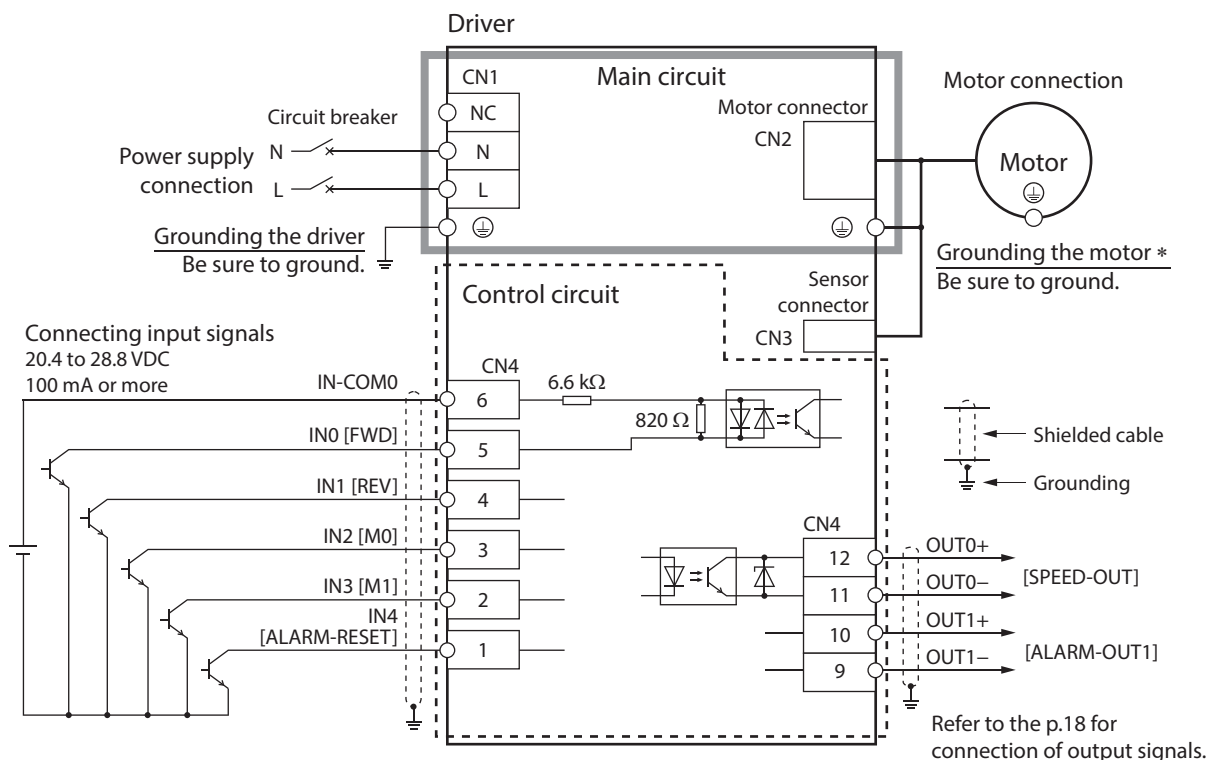 Driver
CN1
Main circuit
Motor connection
NC
Motor connector
Circuit breaker
CN2
Power supply
connection
N
N
L
L
Motor
Grounding the driver
Be sure to ground.
Grounding the motor *
Be sure to ground.
Control circuit
Sensor
connector
CN3
Connecting input signals
20.4 to 28.8 VDC
100 mA or more
CN4
IN-COM0
6
6.6 kΩ
820 Ω
IN0 [FWD]
5
IN1 [REV]
4
IN2 [M0]
3
IN3 [M1]
2
IN4
[ALARM-RESET]
1
Shielded cable
Grounding
CN4
12
OUT0+
11
OUT0−
[SPEED-OUT]
10
OUT1+
9
OUT1−
[ALARM-OUT1]
Refer to the p.18 for
connection of output signals.